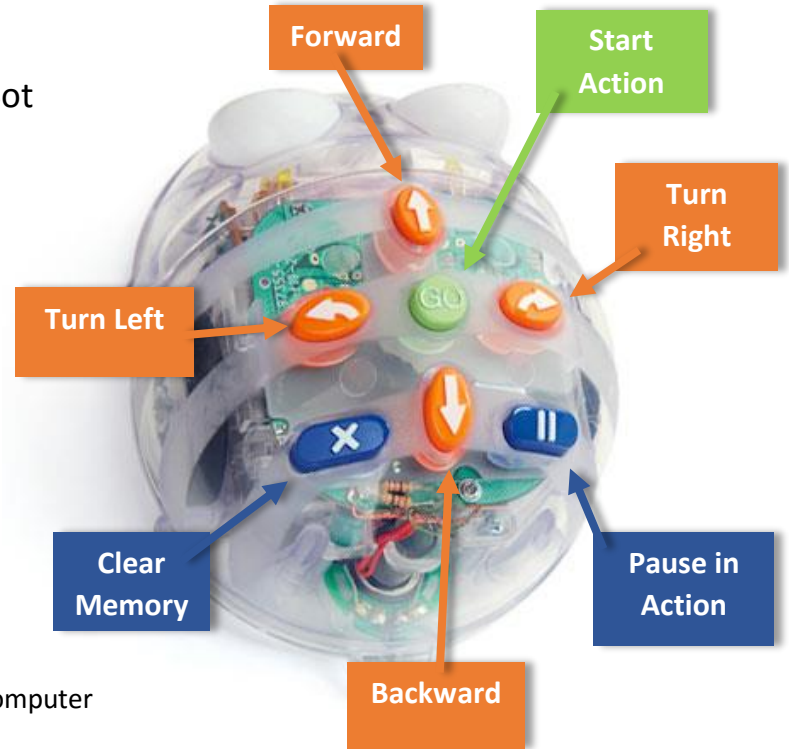 Forward
Start
Action
ot
Turn
Right
GO
Turn Left
Clear
Memory
Pause in
Action
Backward
omputer